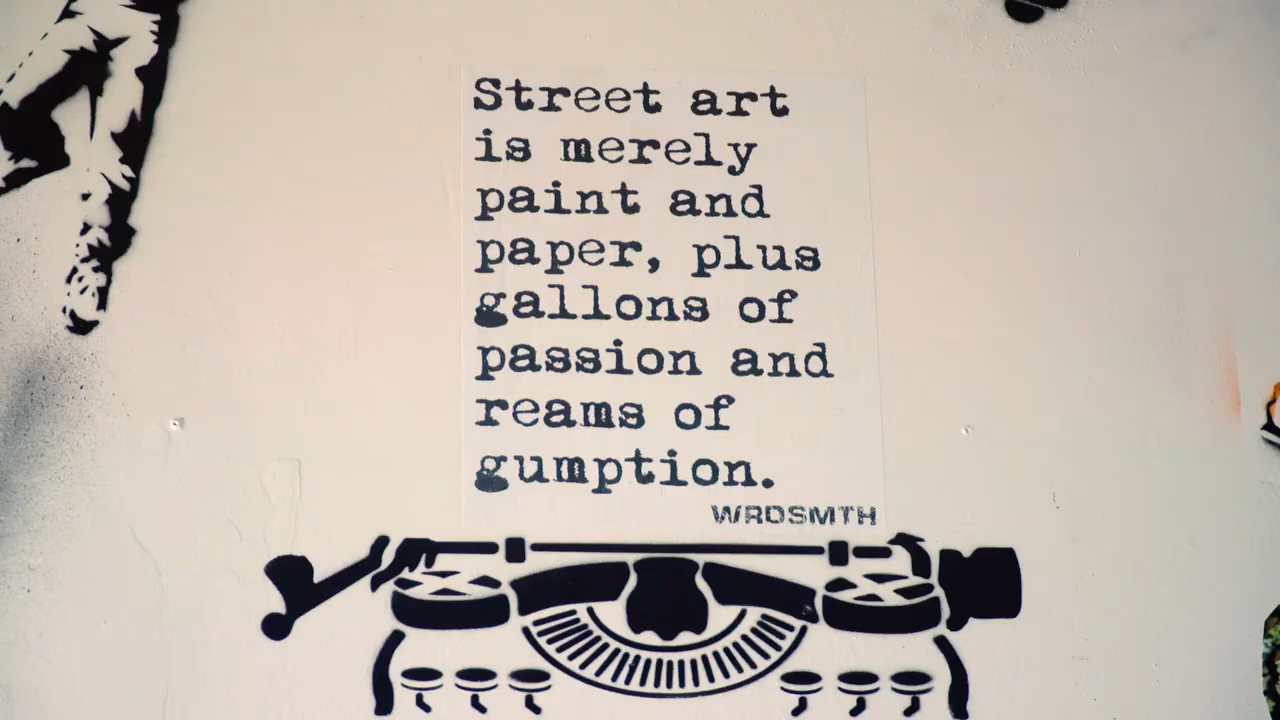 Street art
is merely
paint and
paper, plus
gallons of
passion and
reams of
gumption.
WRDSMTH